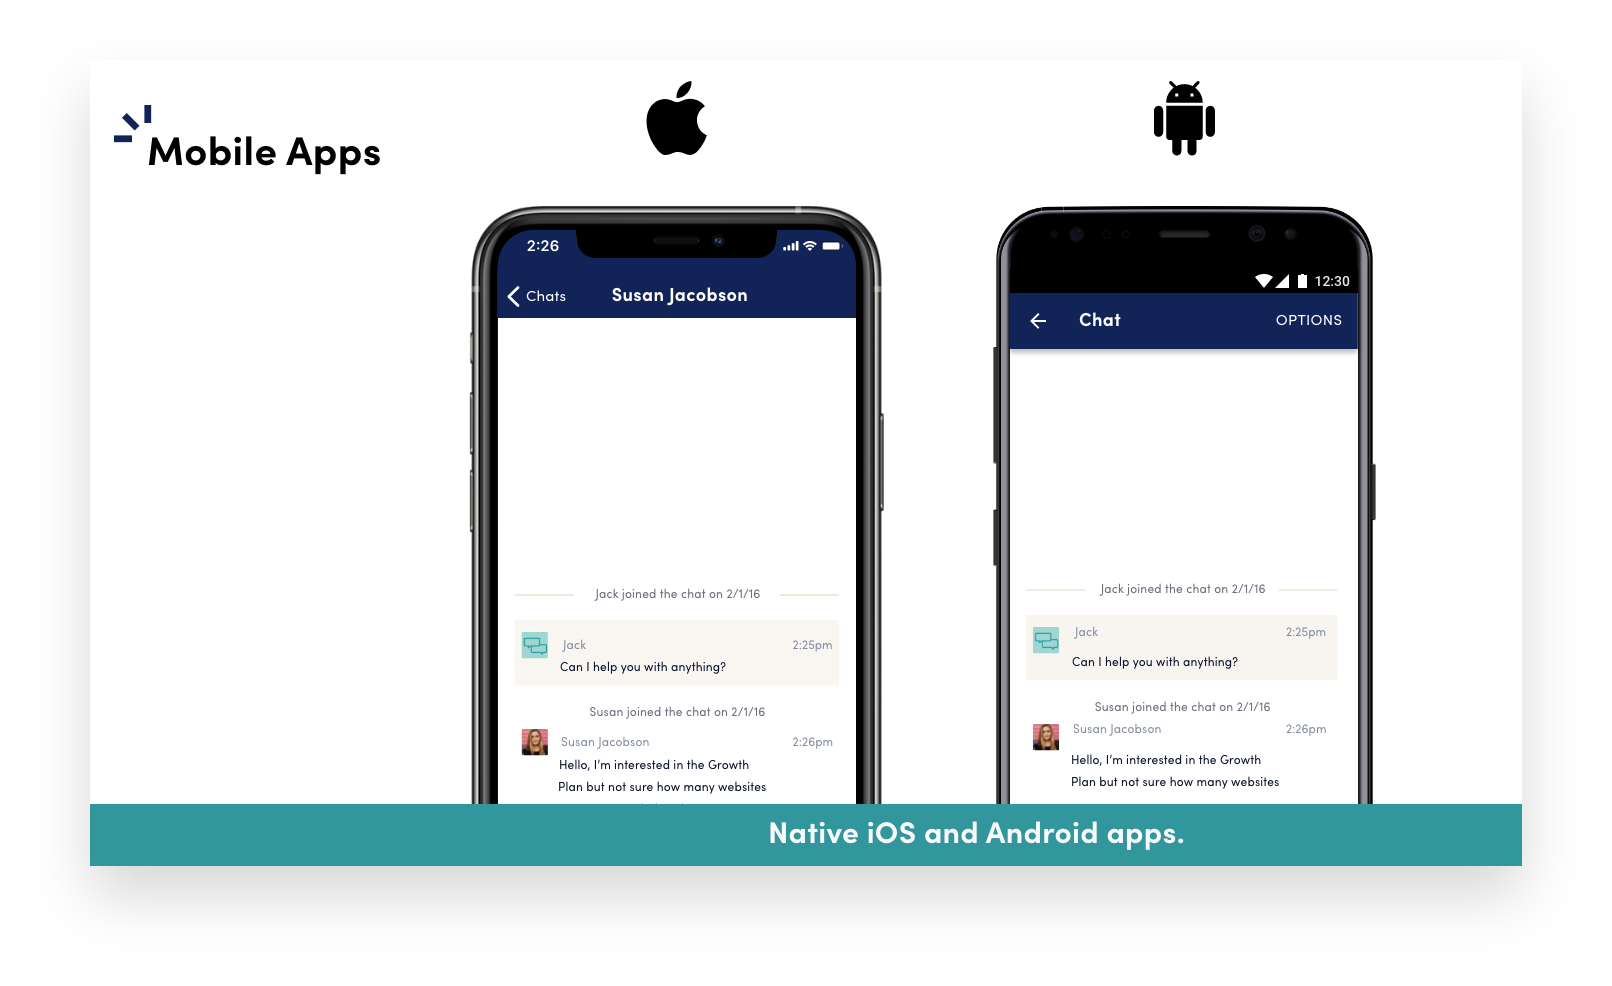 Mobile Apps
2:26
Chats
Susan Jacobson
Jack joined the chat on 2/1/16
Jack
2:25pm
Can I help you with anything?
Susan joined the chat on 2/1/16
Susan Jacobson
2:26pm
Hello, I'm interested in the Growth
Plan but not sure how many websites
12:30
Chat
OPTIONS
Jack joined the chat on 2/1/16
Jack
2:25pm
Can I help you with anything?
Susan joined the chat on 2/1/16
Susan Jacobson
2:26pm
Hello, I'm interested in the Growth
Plan but not sure how many websites
Native iOS and Android apps.